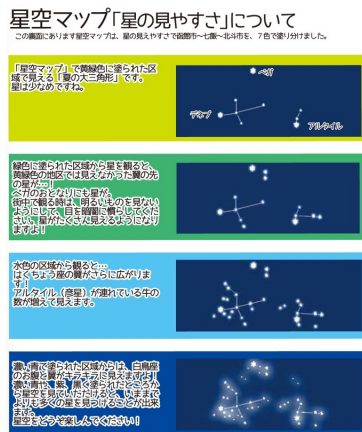 星空マップ「星の見やすさ」について
この裏面にあります星空マップは、星の見えやすさで函館市〜七飯〜北斗市を、７色で塗り分けました。
「星空マップ」で黄緑色に塗られた区
域で見える「夏の大三角形」です。
星は少なめですね。
ベガ
デネブ
アルタイル
緑色に塗られた区域から星を観ると、
黄緑色の地区では見えなかった翼の先
の星が…！
ベガのおとなりにも星が。
街中で観る時は、明るいものを見ない
ようにして、目を暗闇に慣らしてくだ
さい。星がたくさん見えるようになり
ますよ！
水色の区域から観ると…
はくちょう座の翼がさらに広がりま
す！
アルタイル（彦星）が連れている牛の
数が増えて見えます。
濃い青で塗られた区域からは、白鳥座
のお腹と翼がキラキラに見えますよ！
濃い青や、紫、黒く塗られたところか
ら星空を見ていただけると、いままで
よりも多くの星を見つけることが出来
ます。
星空をどうぞ楽しんでください！